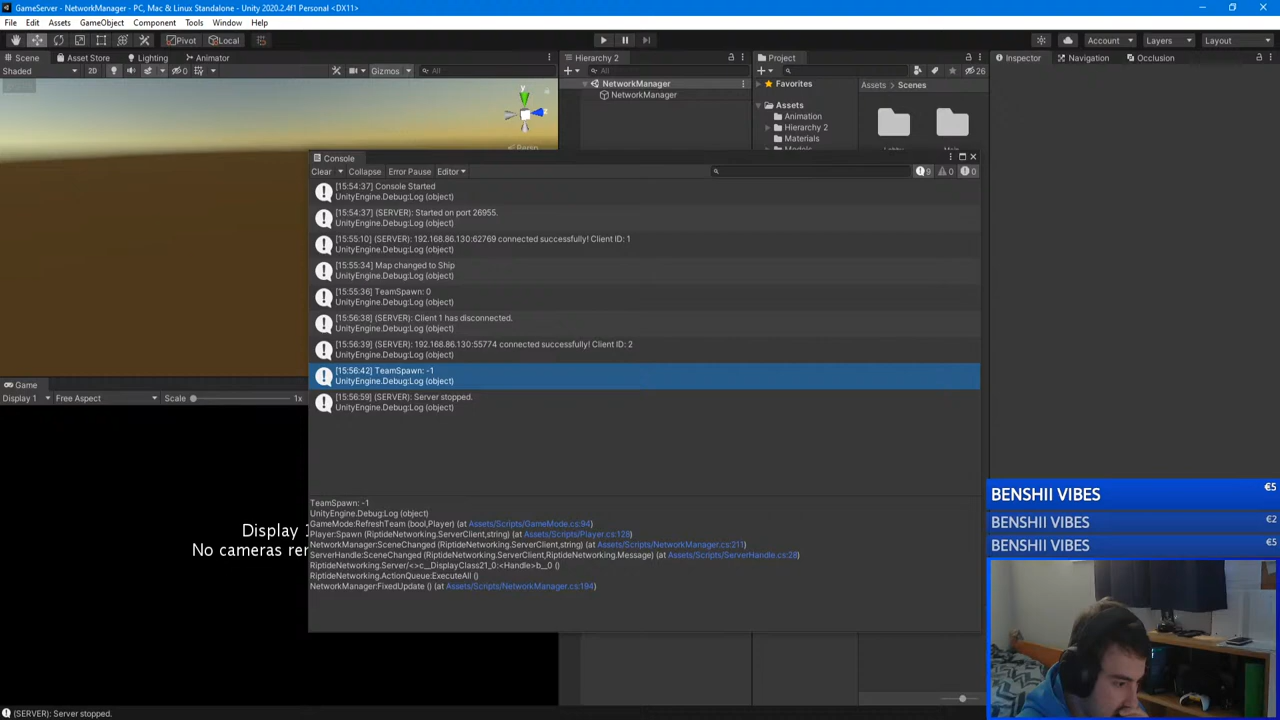 GameServer - NetworkManager - PC, Mac & Linux Standalone - Unity 2020.2.4f1 Personal <DX11>
File Edit Assets GameObject Component Tools Window Help
Pivot Local Account Layers Layout
Scene Asset Store Lighting Animator
Shaded 2D 0 Gizmos All
Hierarchy 2
All
NetworkManager
NetworkManager
Project
26
Favorites
Assets
Animation
Hierarchy 2
Materials
Assets Scenes
Inspector Navigation Occlusion
y
z
Persp
Console
Clear Collapse Error Pause Editor 9 0 0
[15:54:37] Console Started
UnityEngine.Debug:Log (object)
[15:54:37] (SERVER): Started on port 26955.
UnityEngine.Debug:Log (object)
[15:55:10] (SERVER): 192.168.86.130:62769 connected successfully! Client ID: 1
UnityEngine.Debug:Log (object)
[15:55:34] Map changed to Ship
UnityEngine.Debug:Log (object)
[15:55:36] TeamSpawn: 0
UnityEngine.Debug:Log (object)
[15:56:38] (SERVER): Client 1 has disconnected.
UnityEngine.Debug:Log (object)
[15:56:39] (SERVER): 192.168.86.130:55774 connected successfully! Client ID: 2
UnityEngine.Debug:Log (object)
[15:56:42] TeamSpawn: -1
UnityEngine.Debug:Log (object)
[15:56:59] (SERVER): Server stopped.
UnityEngine.Debug:Log (object)
TeamSpawn: -1
UnityEngine.Debug:Log (object)
GameMode:RefreshTeam (bool,Player) (at Assets/Scripts/GameMode.cs:94)
Player:Spawn (RiptideNetworking.ServerClient,string) (at Assets/Scripts/Player.cs:128)
NetworkManager:SceneChanged (RiptideNetworking.ServerClient,string) (at Assets/Scripts/NetworkManager.cs:211)
ServerHandle:SceneChanged (RiptideNetworking.ServerClient,RiptideNetworking.Message) (at Assets/Scripts/ServerHandle.cs:28)
RiptideNetworking.Server/<>c__DisplayClass21_0:<Handle>b__0 ()
RiptideNetworking.ActionQueue:ExecuteAll ()
NetworkManager:FixedUpdate () (at Assets/Scripts/NetworkManager.cs:194)
Game
Display 1 Free Aspect Scale 1x
Display
No cameras ren
BENSHII VIBES €5
BENSHII VIBES €2
BENSHII VIBES €5
(SERVER): Server stopped.